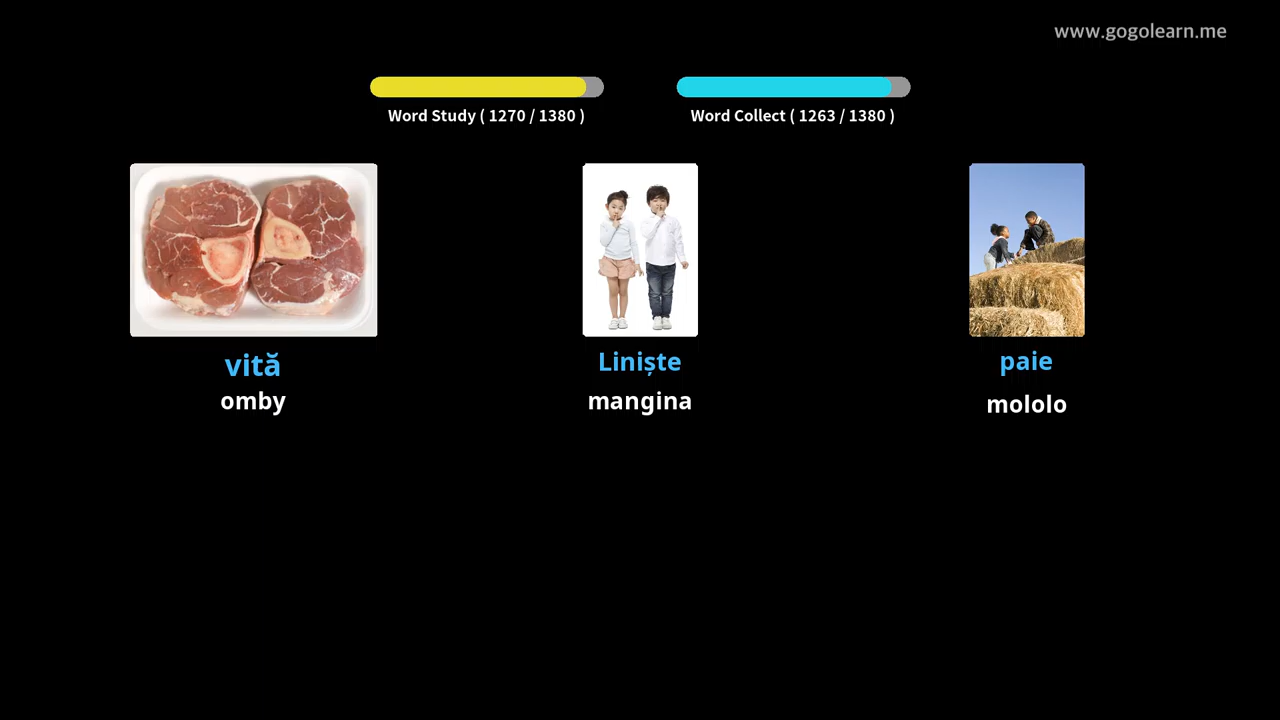 www.gogolearn.me
Word Study ( 1270 / 1380 )
Word Collect ( 1263 / 1380 )
vită
omby
Liniște
mangina
paie
mololo